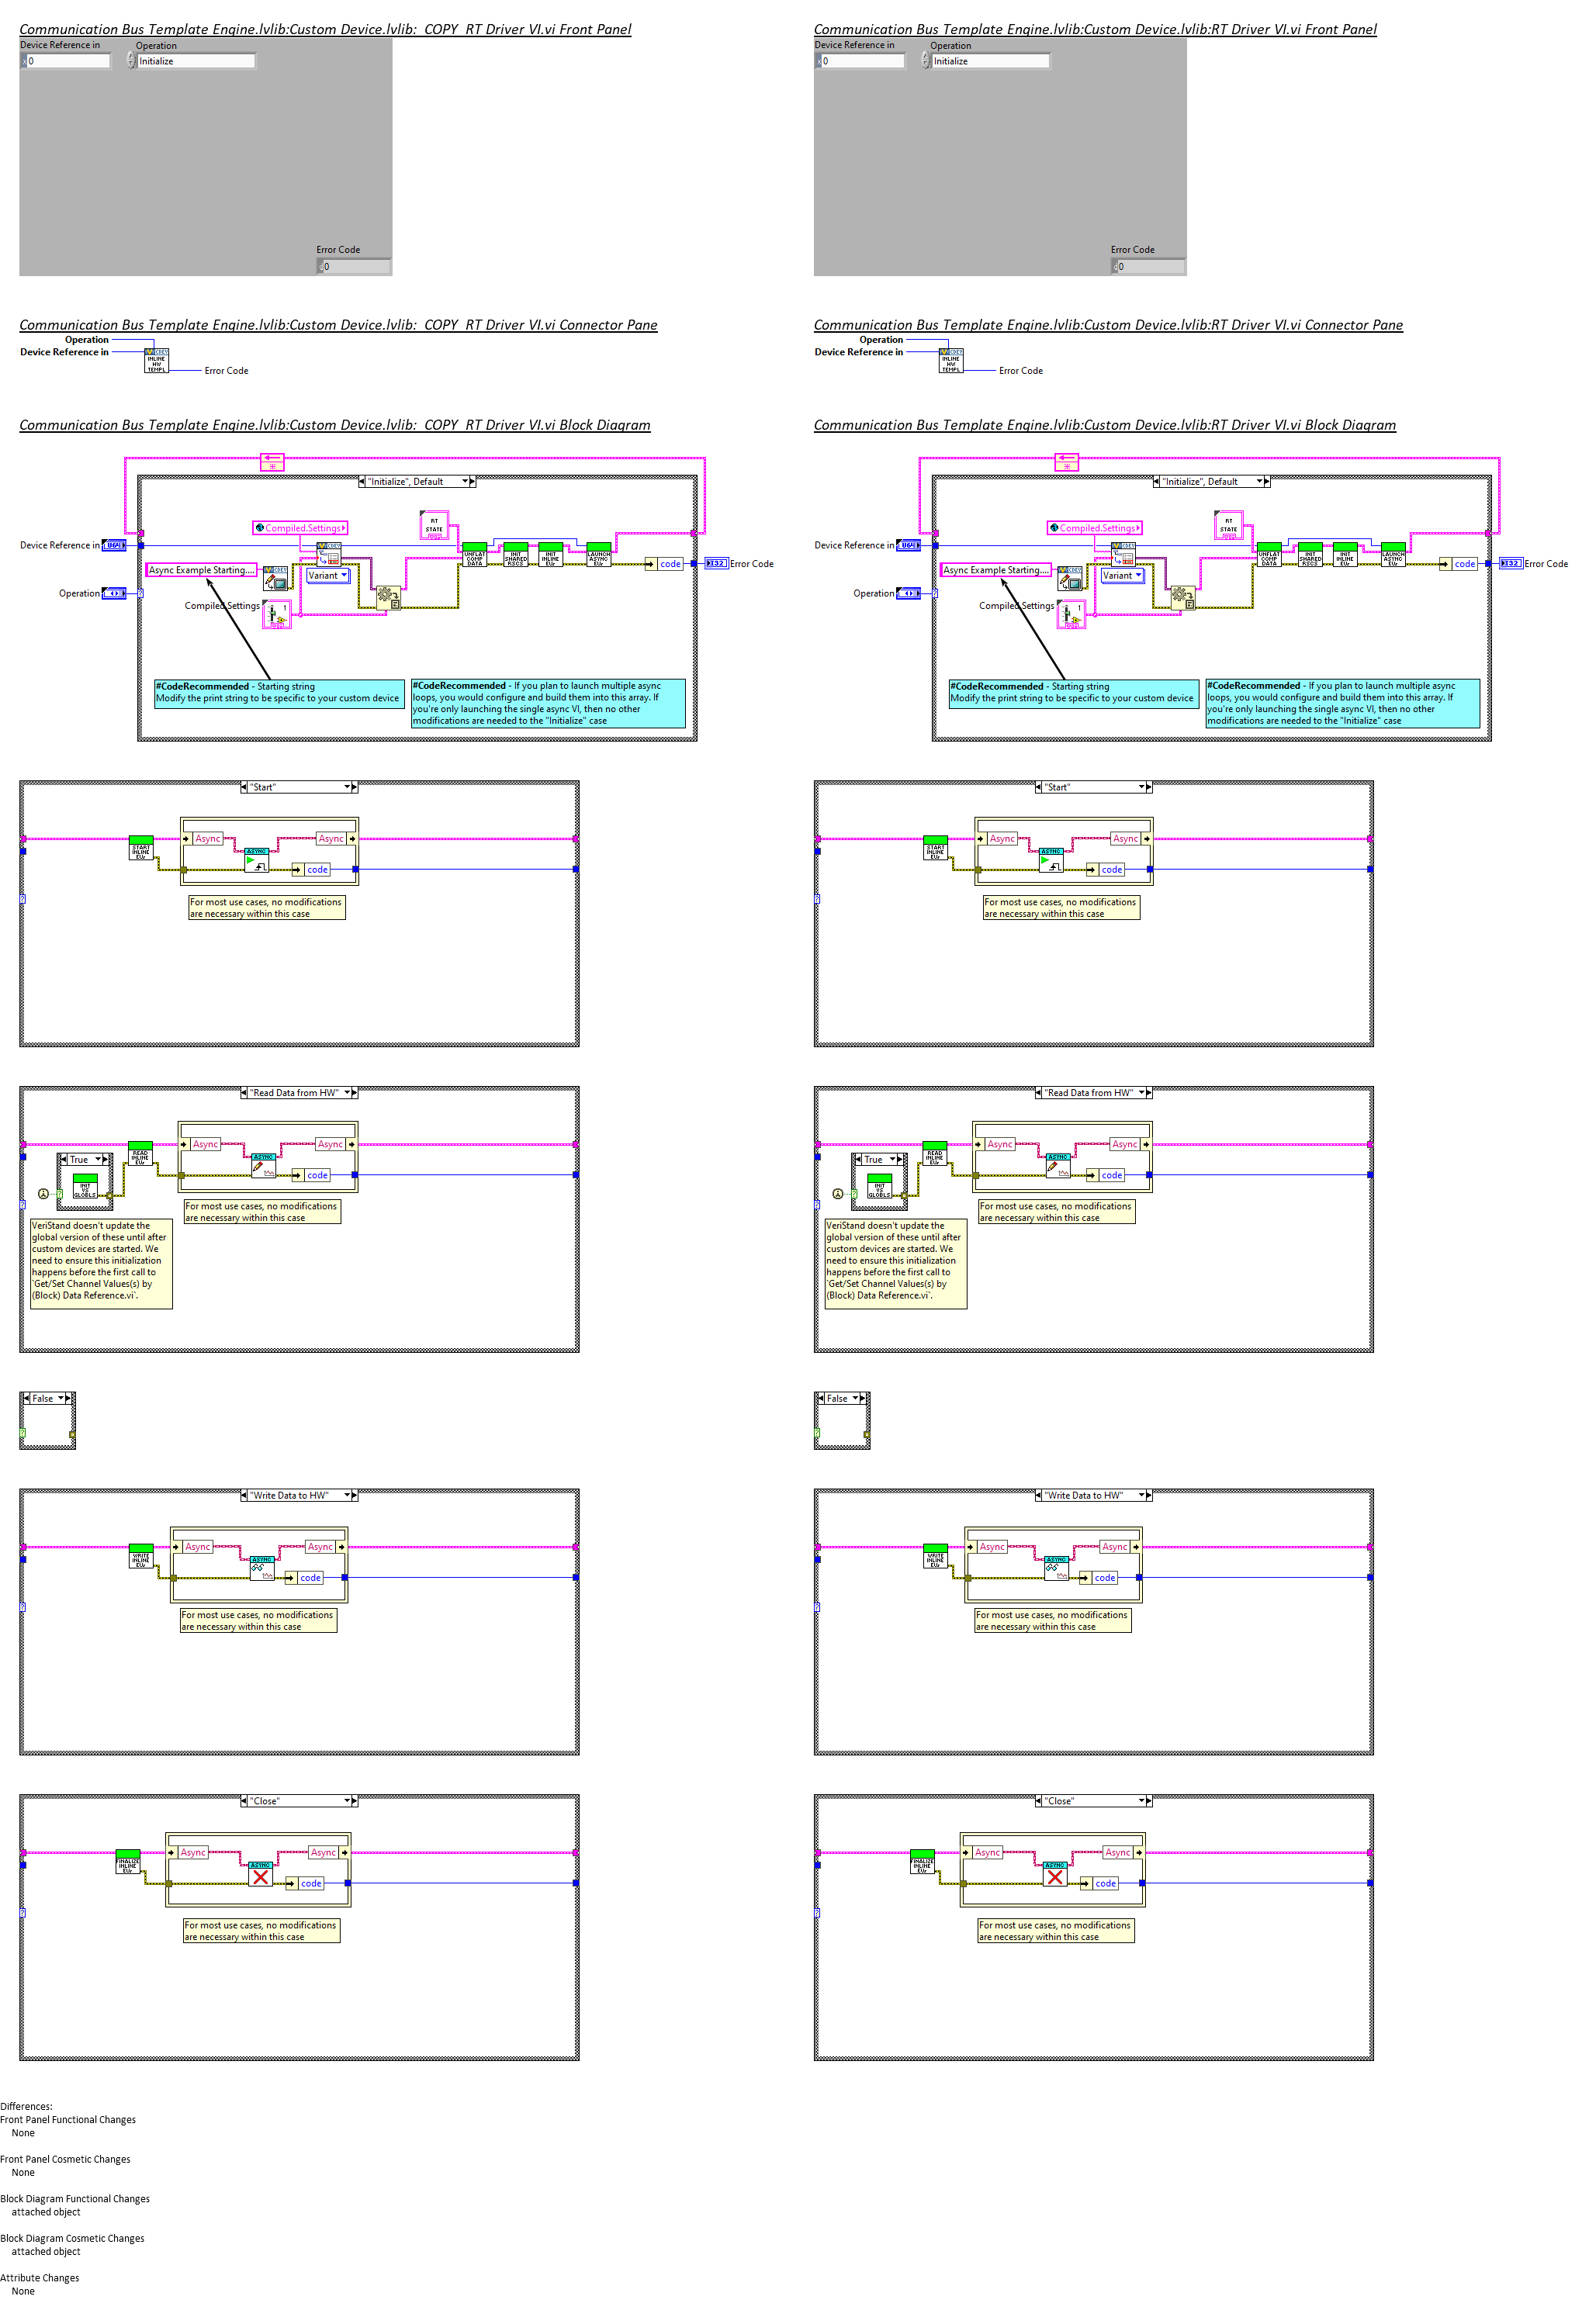 Communication Bus Template Engine.lvlib:Custom Device.lvlib:  COPY  RT Driver VI.vi Front Panel
Device Reference in
Operation
0
Initialize
Error Code
0
Communication Bus Template Engine.lvlib:Custom Device.lvlib:RT Driver VI.vi Front Panel
Device Reference in
Operation
0
Initialize
Error Code
0
Communication Bus Template Engine.lvlib:Custom Device.lvlib:  COPY  RT Driver VI.vi Connector Pane
Operation
Device Reference in
INLINE
HW
TEMPL
Error Code
Communication Bus Template Engine.lvlib:Custom Device.lvlib:RT Driver VI.vi Connector Pane
Operation
Device Reference in
INLINE
HW
TEMPL
Error Code
Communication Bus Template Engine.lvlib:Custom Device.lvlib:  COPY  RT Driver VI.vi Block Diagram
"Initialize", Default
RT
STATE
Compiled.Settings
Device Reference in
UNFLAT
COMP
DATA
INIT
SHARED
RSCS
INIT
INLINE
LAUNCH
ASYNC
code
I32
Error Code
Async Example Starting....
Variant
Operation
Compiled Settings
1
#CodeRecommended - Starting string
Modify the print string to be specific to your custom device
#CodeRecommended - If you plan to launch multiple async
loops, you would configure and build them into this array. If
you're only launching the single async VI, then no other
modifications are needed to the "Initialize" case
Communication Bus Template Engine.lvlib:Custom Device.lvlib:RT Driver VI.vi Block Diagram
"Initialize", Default
RT
STATE
Compiled.Settings
Device Reference in
UNFLAT
COMP
DATA
INIT
SHARED
RSCS
INIT
INLINE
LAUNCH
ASYNC
code
I32
Error Code
Async Example Starting....
Variant
Operation
Compiled Settings
1
#CodeRecommended - Starting string
Modify the print string to be specific to your custom device
#CodeRecommended - If you plan to launch multiple async
loops, you would configure and build them into this array. If
you're only launching the single async VI, then no other
modifications are needed to the "Initialize" case
"Start"
START
INLINE
Async
ASYNC
Async
code
For most use cases, no modifications
are necessary within this case
"Start"
START
INLINE
Async
ASYNC
Async
code
For most use cases, no modifications
are necessary within this case
"Read Data from HW"
READ
INLINE
Async
ASYNC
Async
code
True
INIT
VS
GLOBLS
For most use cases, no modifications
are necessary within this case
VeriStand doesn't update the
global version of these until after
custom devices are started. We
need to ensure this initialization
happens before the first call to
`Get/Set Channel Values(s) by
(Block) Data Reference.vi`.
"Read Data from HW"
READ
INLINE
Async
ASYNC
Async
code
True
INIT
VS
GLOBLS
For most use cases, no modifications
are necessary within this case
VeriStand doesn't update the
global version of these until after
custom devices are started. We
need to ensure this initialization
happens before the first call to
`Get/Set Channel Values(s) by
(Block) Data Reference.vi`.
False
False
"Write Data to HW"
WRITE
INLINE
Async
ASYNC
Async
code
For most use cases, no modifications
are necessary within this case
"Write Data to HW"
WRITE
INLINE
Async
ASYNC
Async
code
For most use cases, no modifications
are necessary within this case
"Close"
FINALIZE
INLINE
Async
ASYNC
Async
code
For most use cases, no modifications
are necessary within this case
"Close"
FINALIZE
INLINE
Async
ASYNC
Async
code
For most use cases, no modifications
are necessary within this case
Differences:
Front Panel Functional Changes
None
Front Panel Cosmetic Changes
None
Block Diagram Functional Changes
attached object
Block Diagram Cosmetic Changes
attached object
Attribute Changes
None